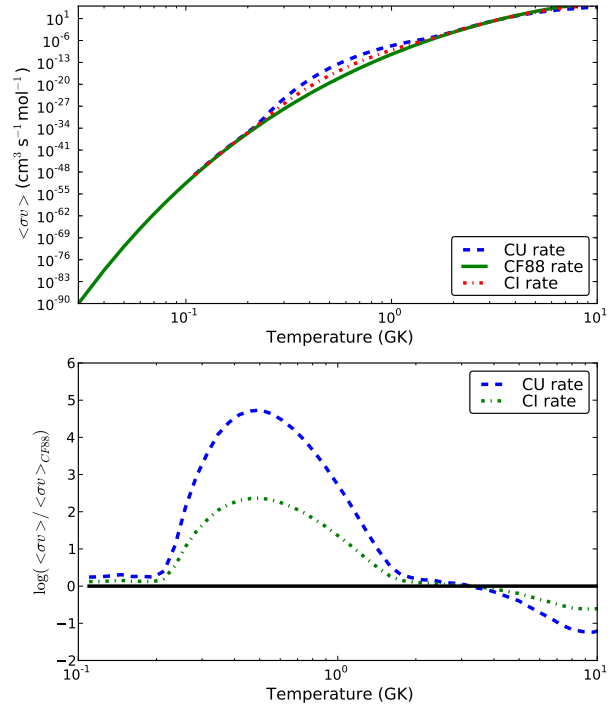 10¹
10⁻⁶
10⁻¹³
10⁻²⁰
10⁻²⁷
10⁻³⁴
10⁻⁴¹
10⁻⁴⁸
10⁻⁵⁵
10⁻⁶²
10⁻⁶⁹
10⁻⁷⁶
10⁻⁸³
10⁻⁹⁰
<σv> (cm³ s⁻¹ mol⁻¹)
CU rate
CF88 rate
CI rate
10⁻¹ 10⁰ 10¹
Temperature (GK)
6
5
4
3
2
1
0
−1
−2
log( <σv> / <σv>CF88)
CU rate
CI rate
10⁻¹ 10⁰ 10¹
Temperature (GK)